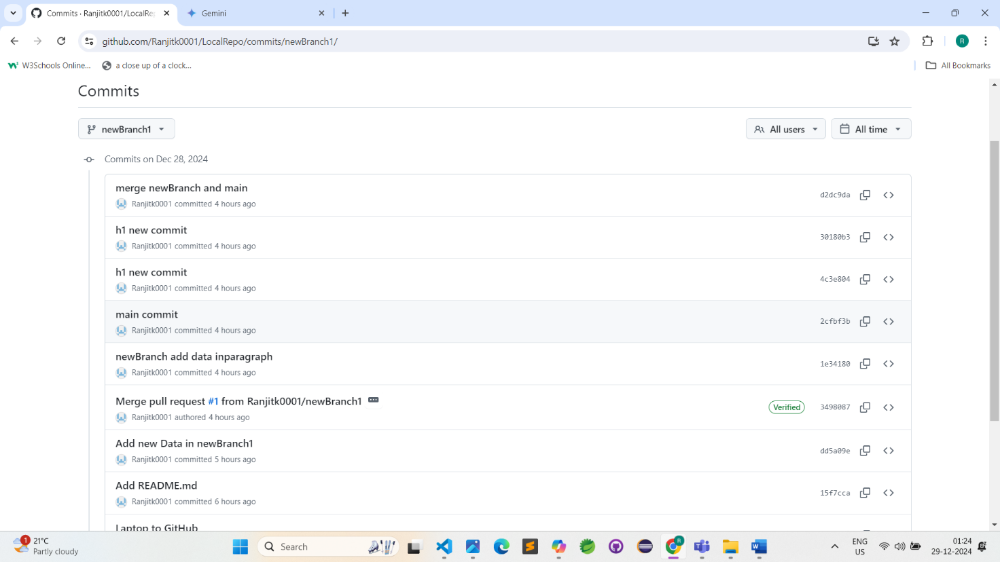 Commits · Ranjitk0001/LocalRep
Gemini
github.com/Ranjitk0001/LocalRepo/commits/newBranch1/
R
W3Schools Online...
a close up of a clock...
All Bookmarks
Commits
newBranch1
All users
All time
Commits on Dec 28, 2024
merge newBranch and main
Ranjitk0001 committed 4 hours ago
d2dc9da
h1 new commit
Ranjitk0001 committed 4 hours ago
30180b3
h1 new commit
Ranjitk0001 committed 4 hours ago
4c3e804
main commit
Ranjitk0001 committed 4 hours ago
2cfbf3b
newBranch add data inparagraph
Ranjitk0001 committed 4 hours ago
1e34180
Merge pull request #1 from Ranjitk0001/newBranch1
Ranjitk0001 authored 4 hours ago
Verified
3498087
Add new Data in newBranch1
Ranjitk0001 committed 5 hours ago
dd5a09e
Add README.md
Ranjitk0001 committed 6 hours ago
15f7cca
Laptop to GitHub
1
21°C
Partly cloudy
Search
R
ENG
US
01:24
29-12-2024